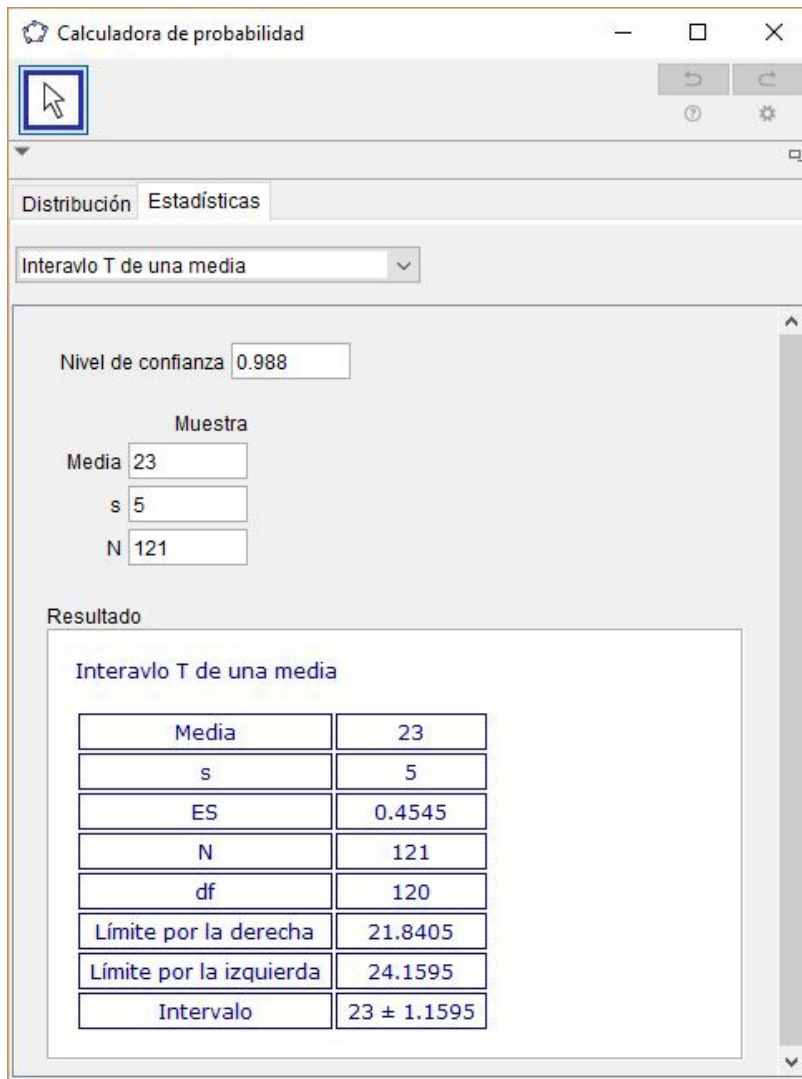 Calculadora de probabilidad
Distribución Estadísticas
Interavlo T de una media
Nivel de confianza 0.988
Muestra
Media 23
s 5
N 121
Resultado
Interavlo T de una media
Media 23
s 5
ES 0.4545
N 121
df 120
Límite por la derecha 21.8405
Límite por la izquierda 24.1595
Intervalo 23 ± 1.1595